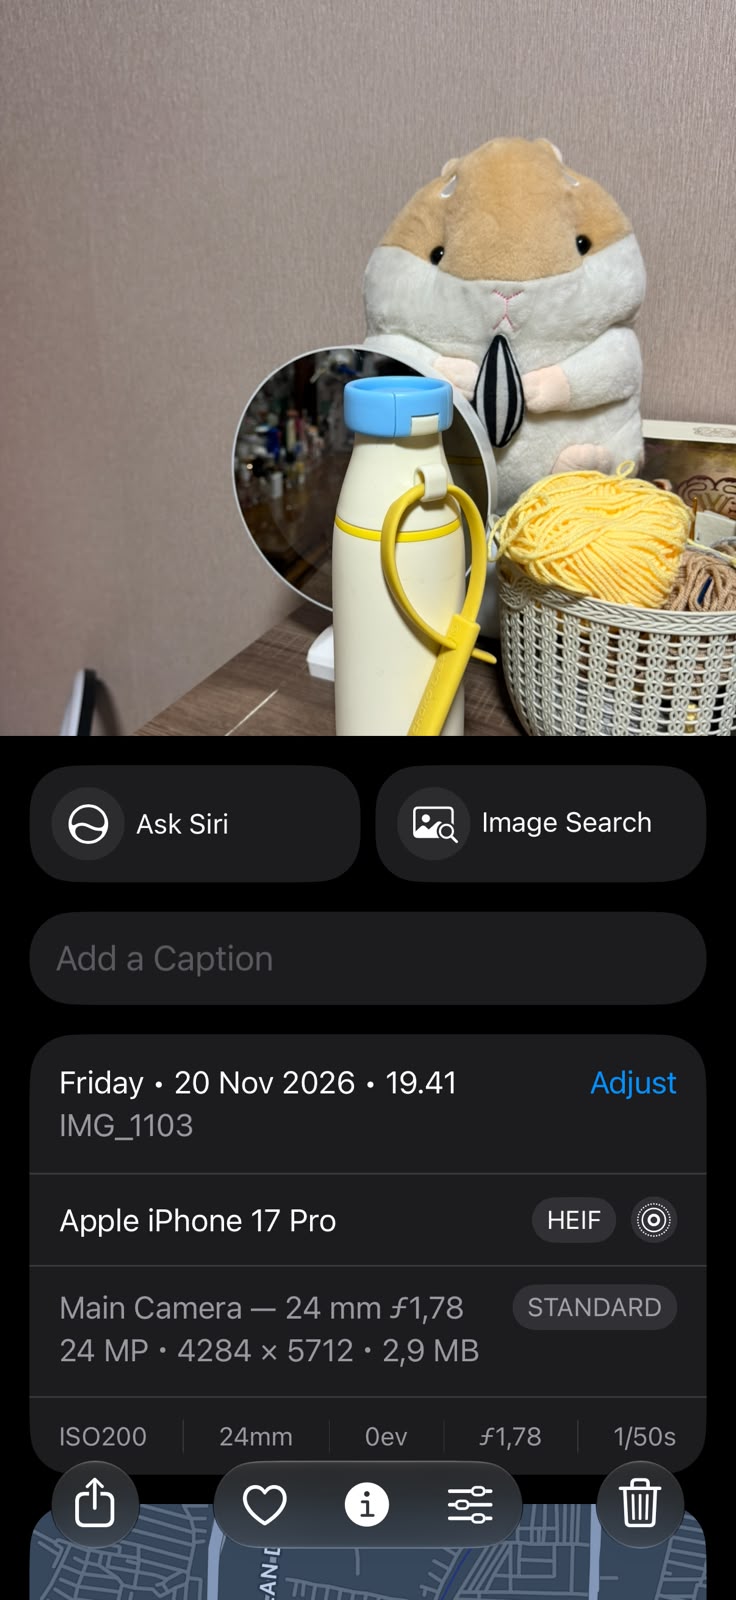 Ask Siri
Image Search
Add a Caption
Friday • 20 Nov 2026 • 19.41
Adjust
IMG_1103
Apple iPhone 17 Pro
HEIF
Main Camera — 24 mm ƒ1,78
STANDARD
24 MP • 4284 × 5712 • 2,9 MB
ISO200
24mm
0ev
ƒ1,78
1/50s